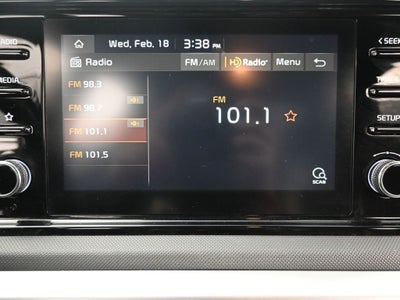 Wed, Feb. 18 3:38 PM
RADIO SEEK
Radio FM/AM HD Radio Menu
MEDIA
FM 98.3
FM 98.7
FM 101.1
FM 101.5
FM
101.1
SETUP
SCAN